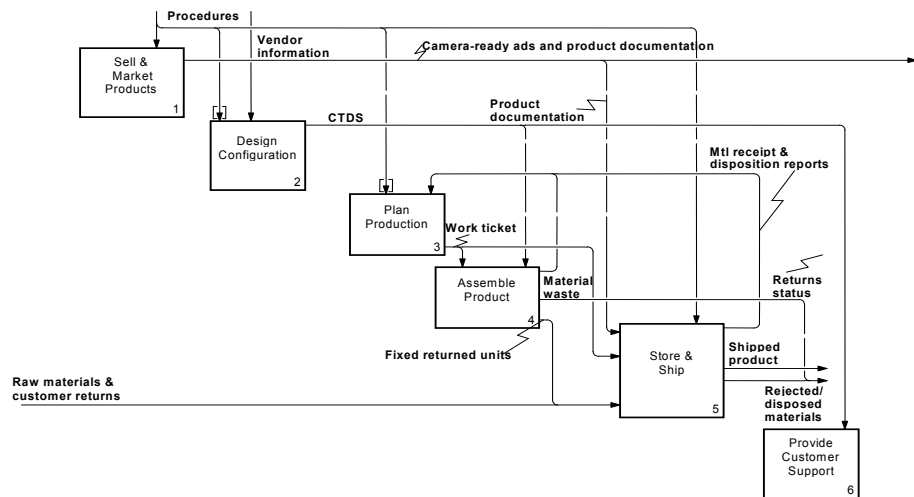 Procedures
Vendor
information
Camera-ready ads and product documentation
Sell &
Market
Products
1
Product
documentation
CTDS
Design
Configuration
2
Mtl receipt &
disposition reports
Plan
Production
3
Work ticket
Assemble
Product
4
Material
waste
Returns
status
Fixed returned units
Store &
Ship
5
Shipped
product
Raw materials &
customer returns
Rejected/
disposed
materials
Provide
Customer
Support
6